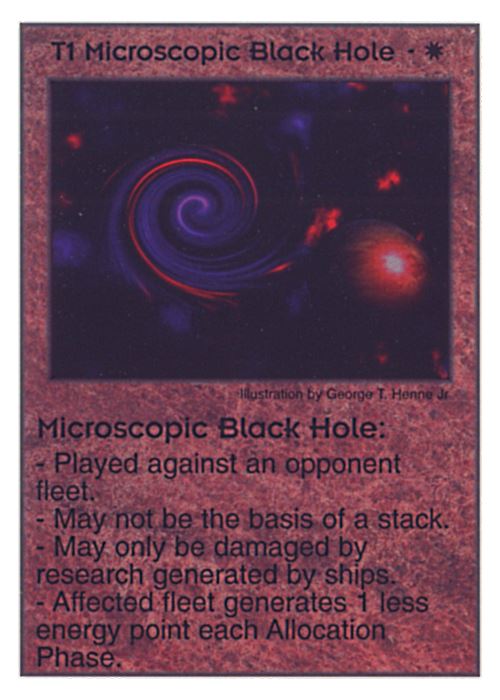 T1 Microscopic Black Hole - ✷
Illustration by George T. Henne Jr
Microscopic Black Hole:
- Played against an opponent
fleet.
- May not be the basis of a stack.
- May only be damaged by
research generated by ships.
- Affected fleet generates 1 less
energy point each Allocation
Phase.